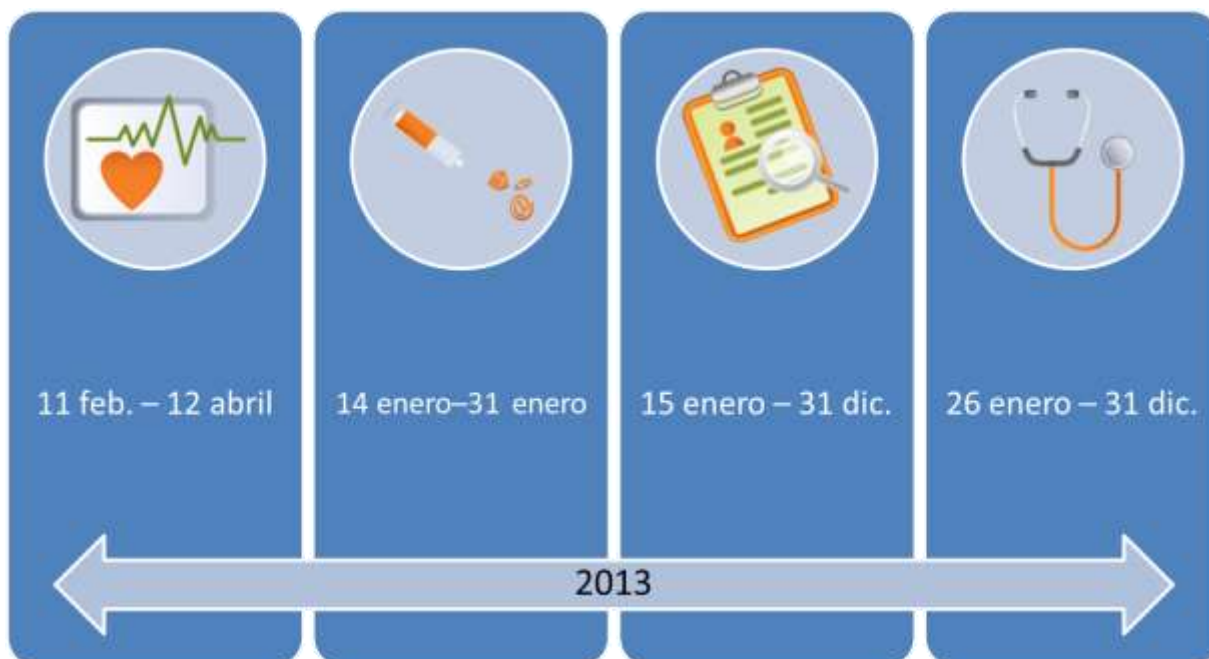 11 feb. – 12 abril
14 enero–31 enero
15 enero – 31 dic.
26 enero – 31 dic.
2013